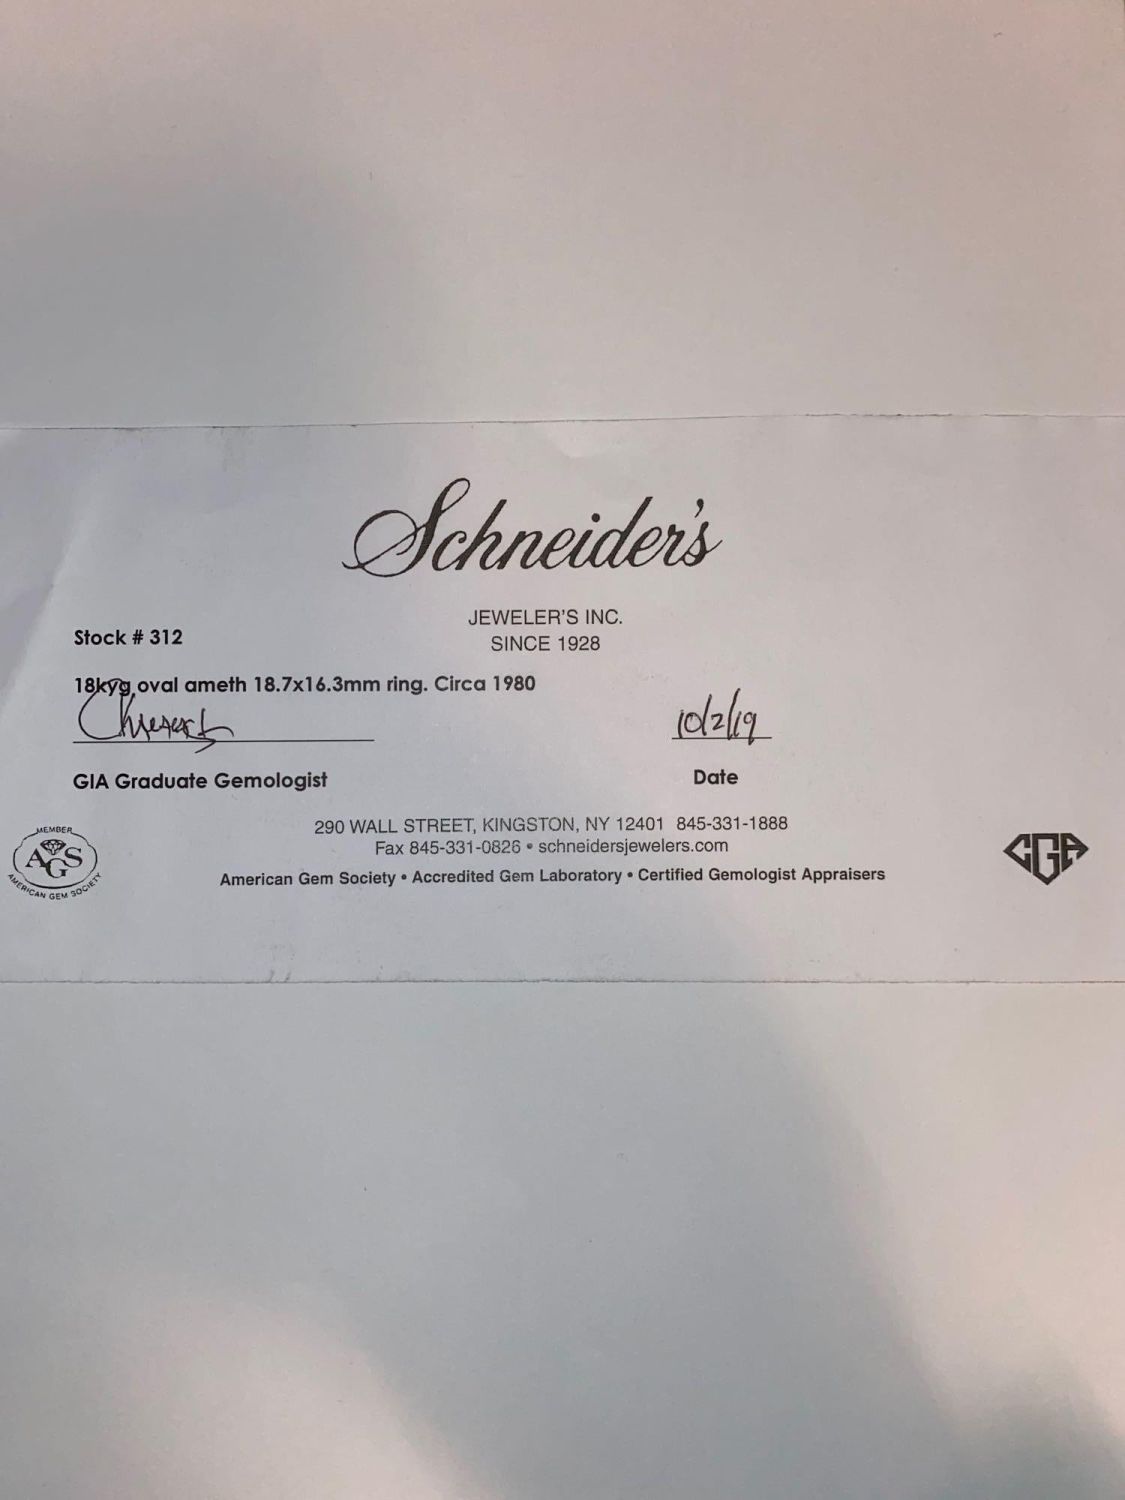 Schneider's
JEWELER'S INC.
SINCE 1928
Stock # 312
18kyg oval ameth 18.7x16.3mm ring. Circa 1980
10/2/19
GIA Graduate Gemologist
Date
290 WALL STREET, KINGSTON, NY 12401 845-331-1888
Fax 845-331-0826 • schneidersjewelers.com
American Gem Society • Accredited Gem Laboratory • Certified Gemologist Appraisers
MEMBER
AGS
AMERICAN GEM SOCIETY
CGA